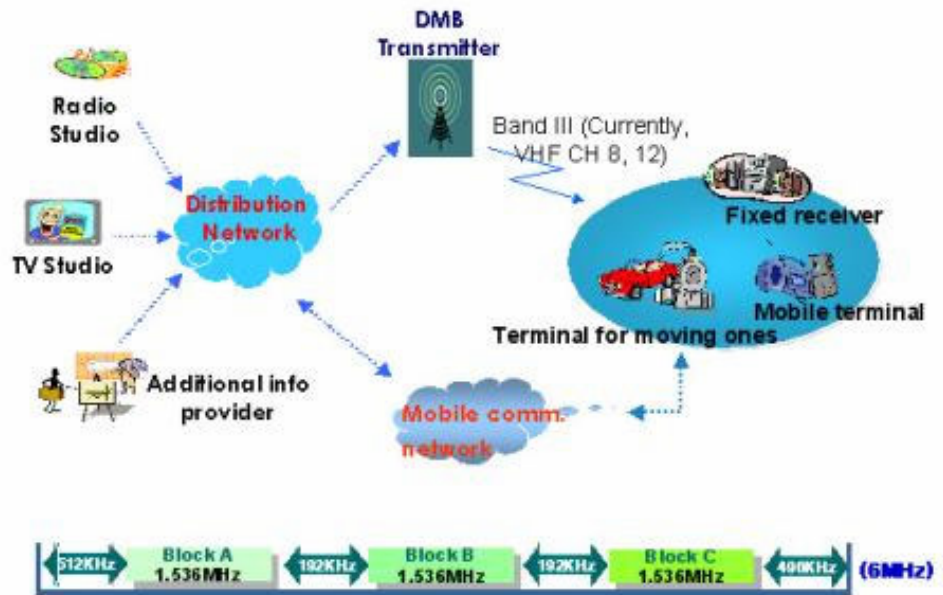 DMB
Transmitter
Radio
Studio
Band III (Currently,
VHF CH 8, 12)
Distribution
Network
Fixed receiver
TV Studio
Mobile terminal
Terminal for moving ones
Additional info
provider
Mobile comm.
network
512KHz
Block A
1.536MHz
192KHz
Block B
1.536MHz
192KHz
Block C
1.536MHz
(6MHz)